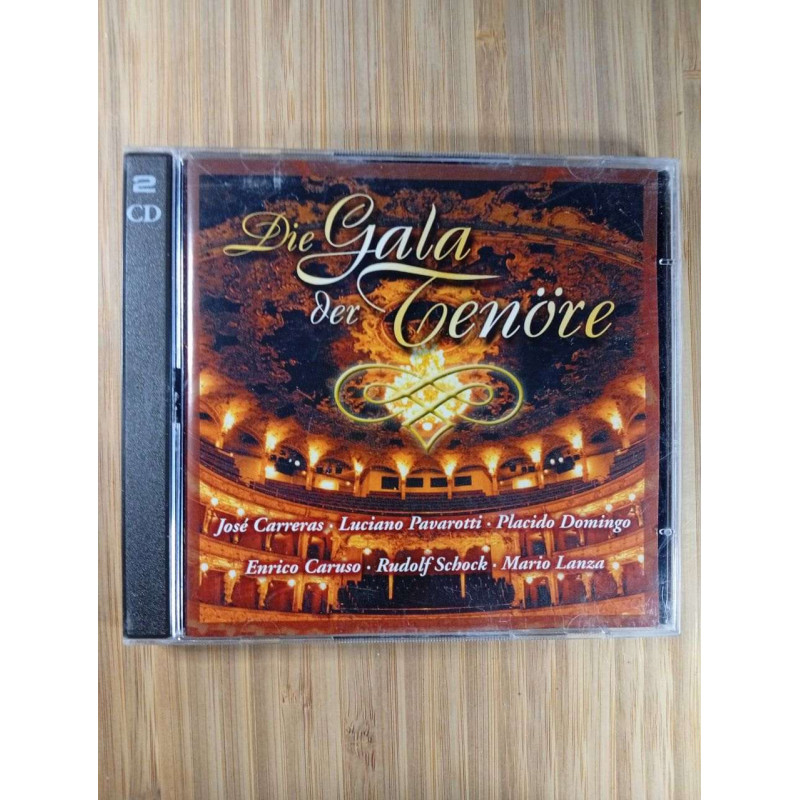 2
CD
Die Gala
der Tenöre
José Carreras · Luciano Pavarotti · Placido Domingo
Enrico Caruso · Rudolf Schock · Mario Lanza